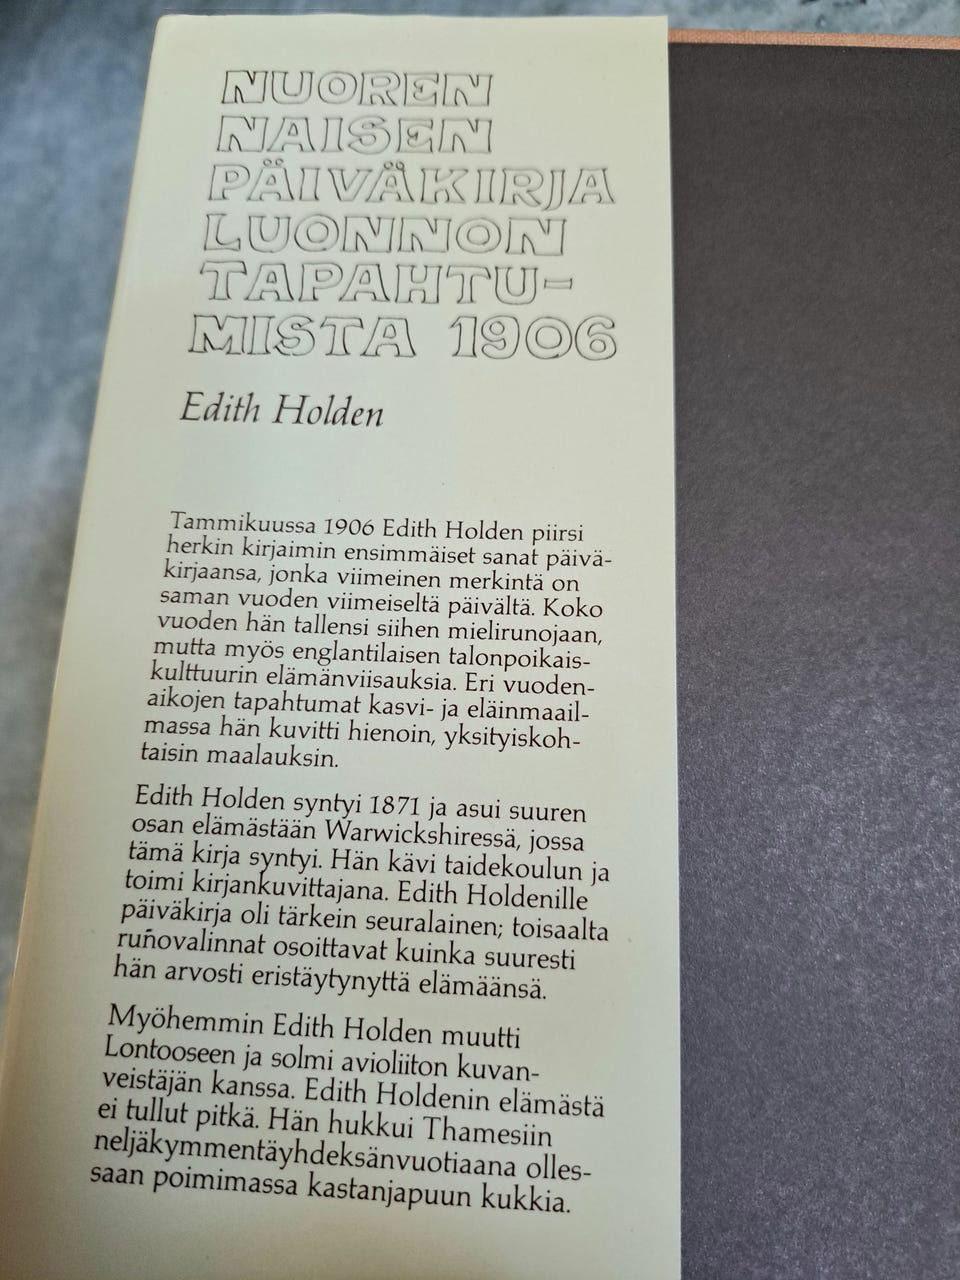 NUOREN
NAISEN
PÄIVÄKIRJA
LUONNON
TAPAHTU-
MISTA 1906
Edith Holden
Tammikuussa 1906 Edith Holden piirsi
herkin kirjaimin ensimmäiset sanat päivä-
kirjaansa, jonka viimeinen merkintä on
saman vuoden viimeiseltä päivältä. Koko
vuoden hän tallensi siihen mielirunojaan,
mutta myös englantilaisen talonpoikais-
kulttuurin elämänviisauksia. Eri vuoden-
aikojen tapahtumat kasvi- ja eläinmaail-
massa hän kuvitti hienoin, yksityiskoh-
taisin maalauksin.
Edith Holden syntyi 1871 ja asui suuren
osan elämästään Warwickshiressä, jossa
tämä kirja syntyi. Hän kävi taidekoulun ja
toimi kirjankuvittajana. Edith Holdenille
päiväkirja oli tärkein seuralainen; toisaalta
runovalinnat osoittavat kuinka suuresti
hän arvosti eristäytynyttä elämäänsä.
Myöhemmin Edith Holden muutti
Lontooseen ja solmi avioliiton kuvan-
veistäjän kanssa. Edith Holdenin elämästä
ei tullut pitkä. Hän hukkui Thamesiin
neljäkymmentäyhdeksänvuotiaana olles-
saan poimimassa kastanjapuun kukkia.